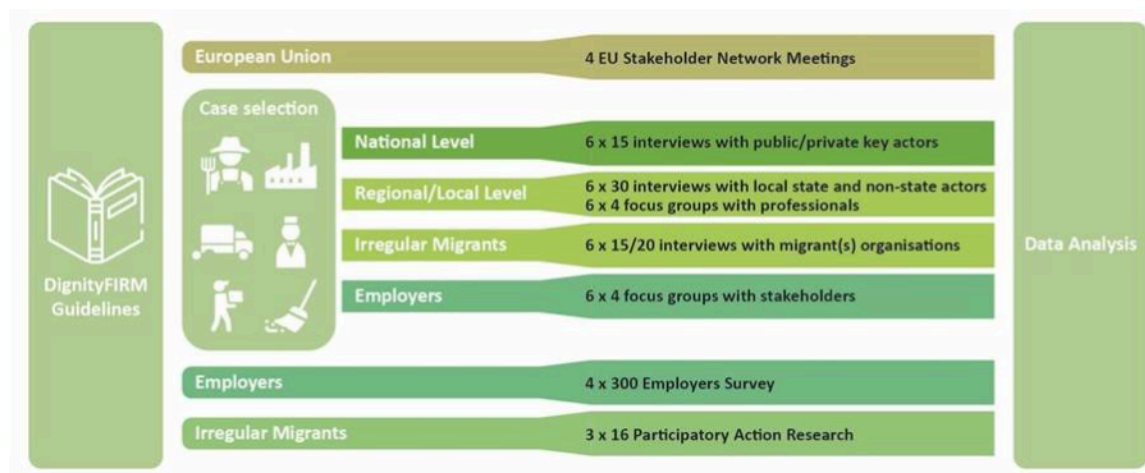 European Union
4 EU Stakeholder Network Meetings
Case selection
National Level
6 x 15 interviews with public/private key actors
Regional/Local Level
6 x 30 interviews with local state and non-state actors
6 x 4 focus groups with professionals
Irregular Migrants
6 x 15/20 interviews with migrant(s) organisations
Employers
6 x 4 focus groups with stakeholders
DignityFIRM
Guidelines
Data Analysis
Employers
4 x 300 Employers Survey
Irregular Migrants
3 x 16 Participatory Action Research